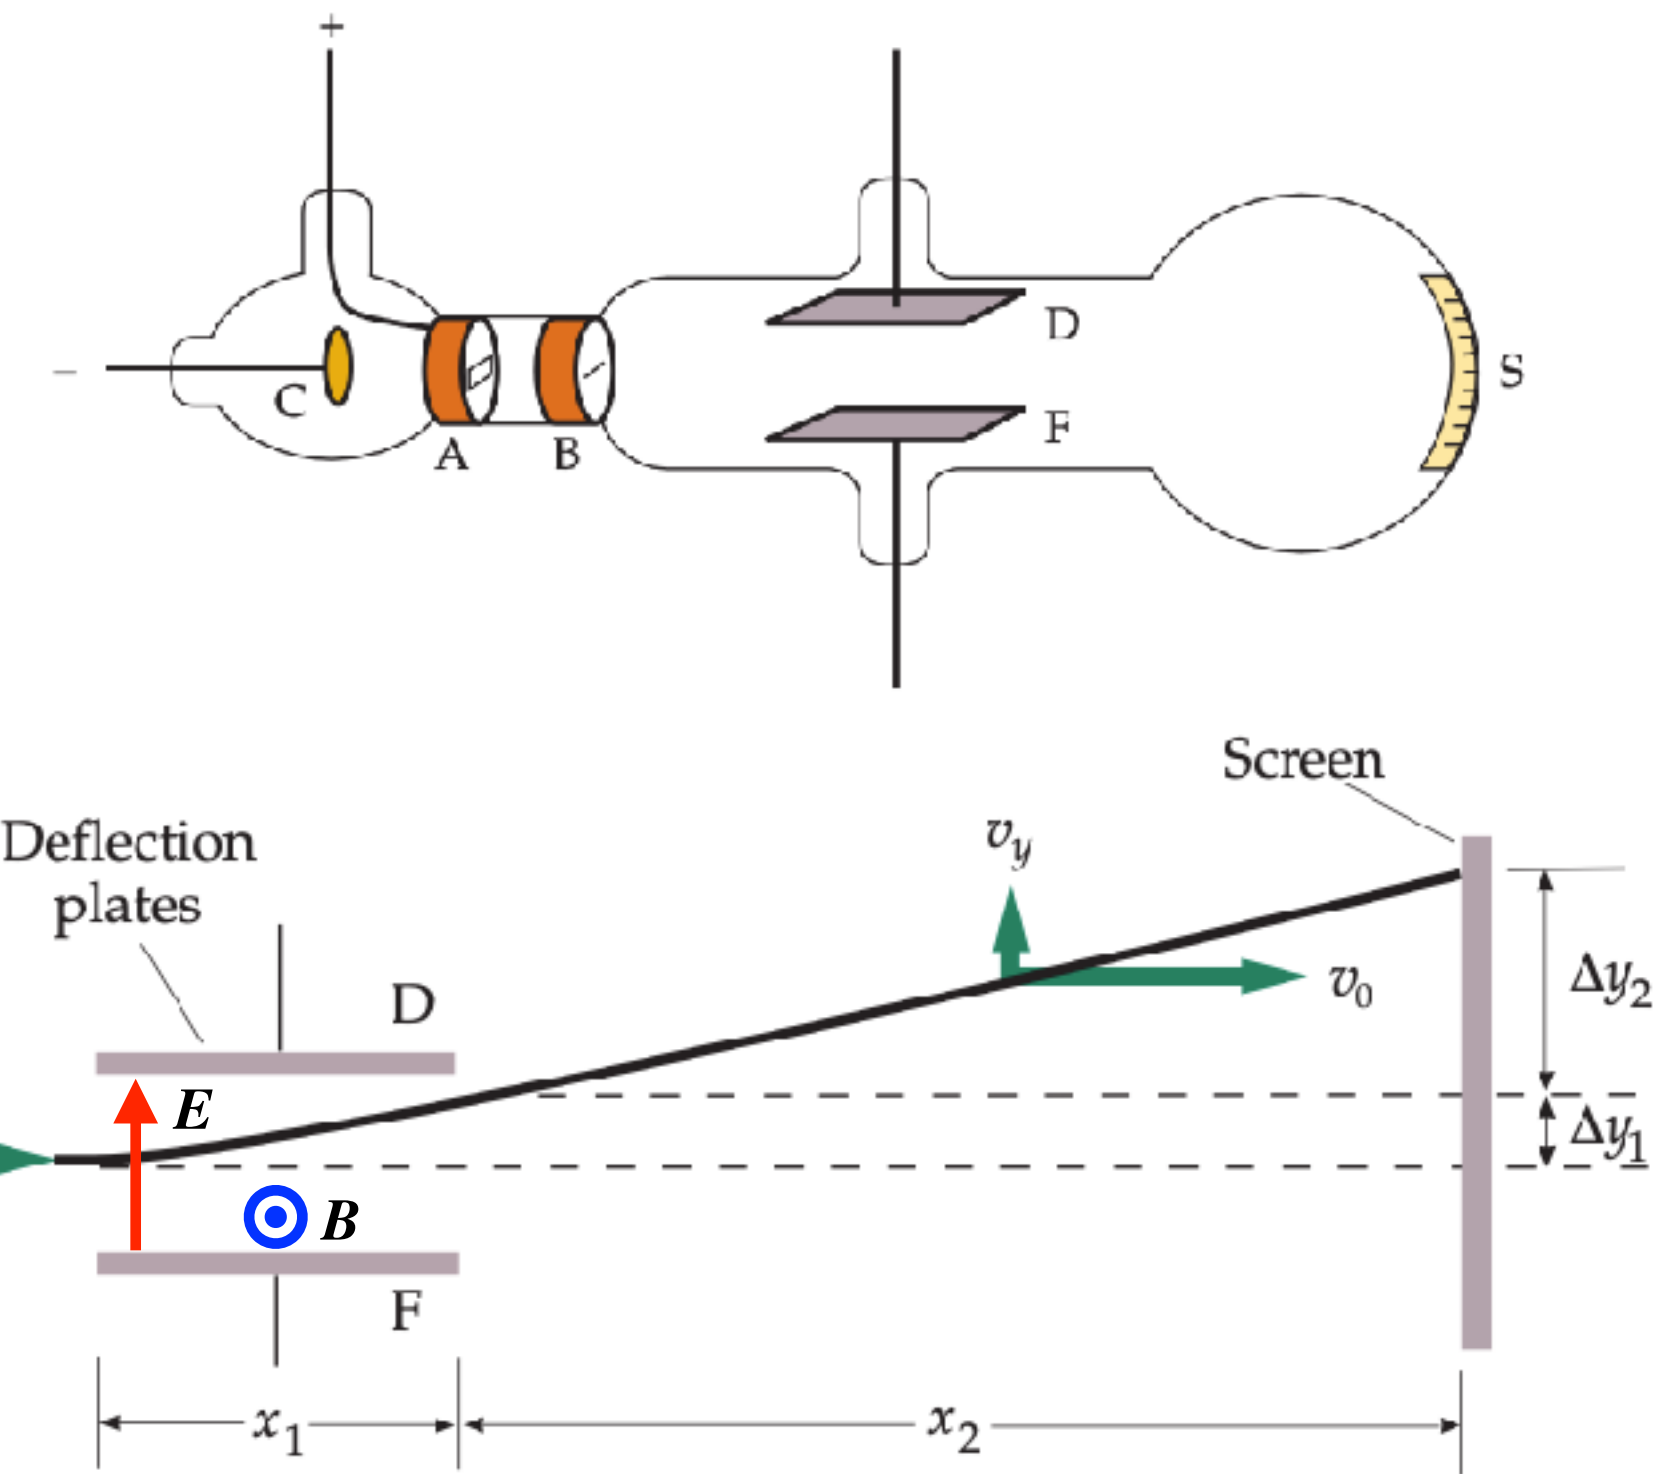 +
−
C
A
B
D
F
S
Screen
Deflection
plates
v_y
v_0
D
E
B
F
Δy_2
Δy_1
x_1
x_2